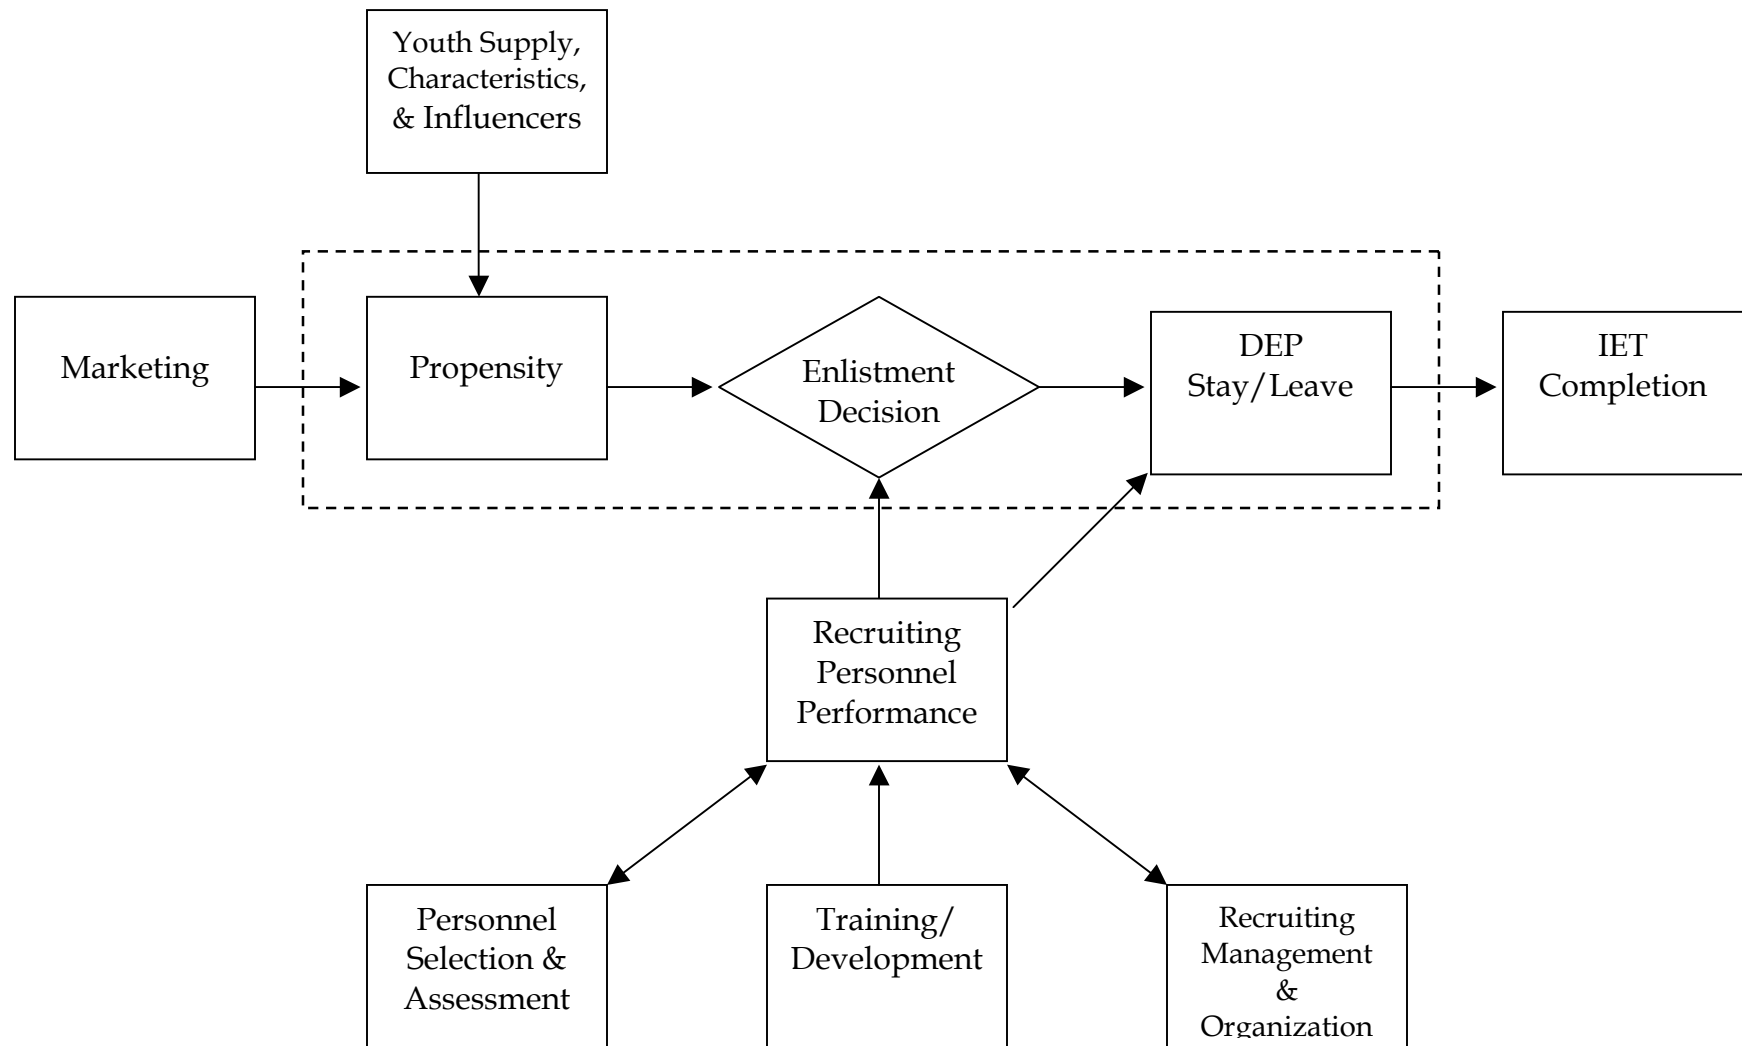 Youth Supply,
Characteristics,
& Influencers
Marketing
Propensity
Enlistment
Decision
DEP
Stay/Leave
IET
Completion
Recruiting
Personnel
Performance
Personnel
Selection &
Assessment
Training/
Development
Recruiting
Management
&
Organization